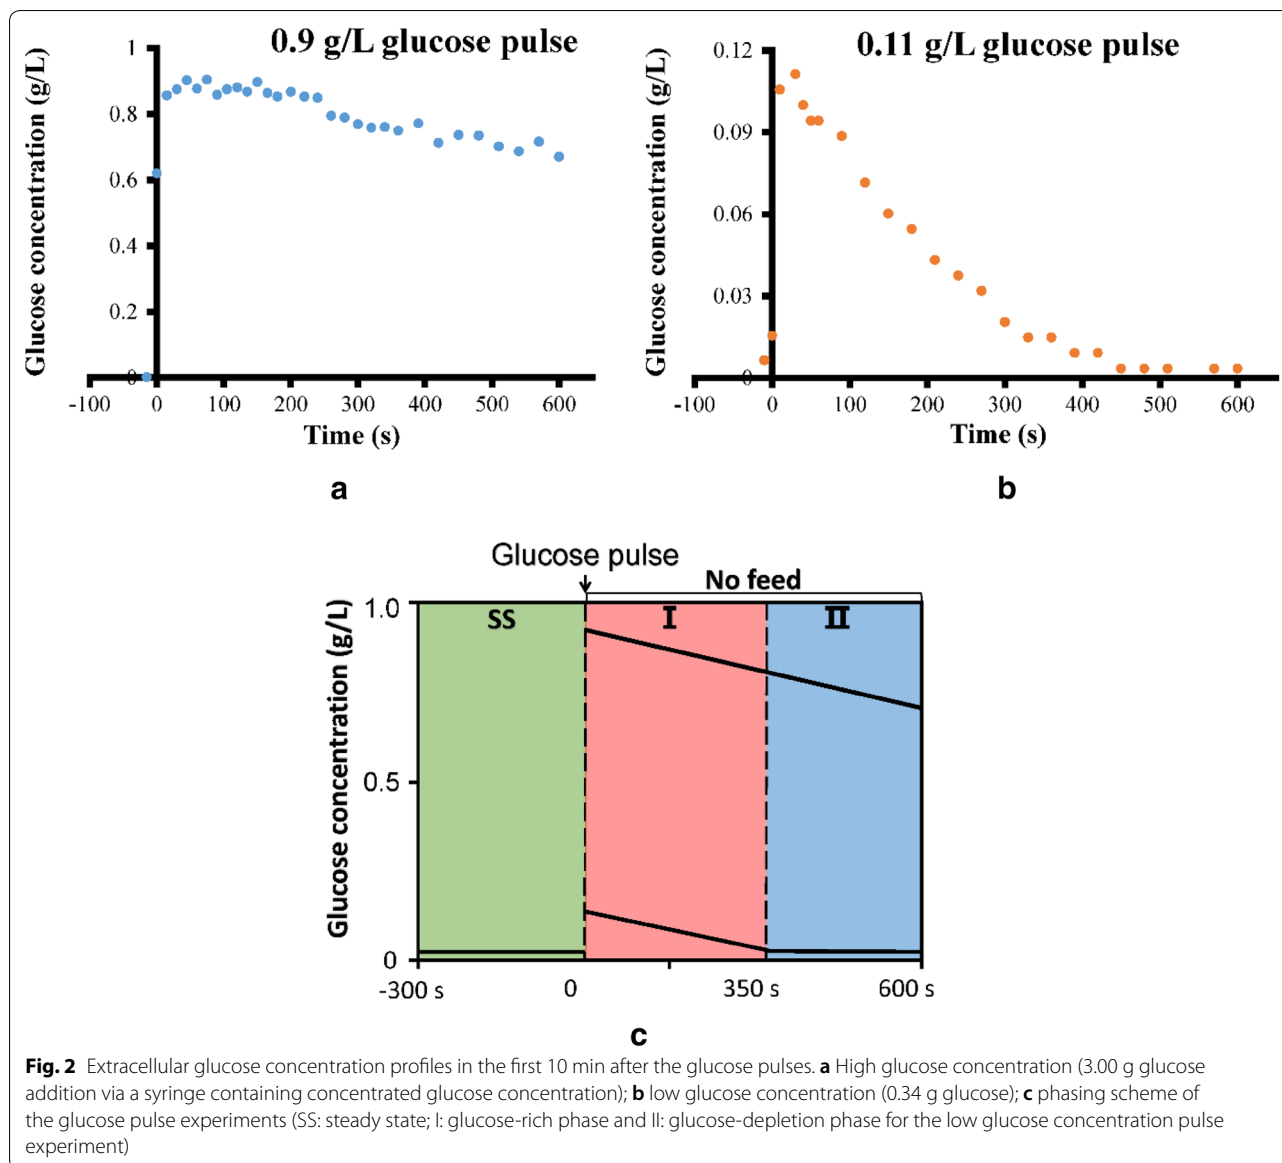 0.9 g/L glucose pulse
Glucose concentration (g/L)
1
0.8
0.6
0.4
0.2
0
-100 0 100 200 300 400 500 600
Time (s)
a
0.11 g/L glucose pulse
Glucose concentration (g/L)
0.12
0.09
0.06
0.03
0
-100 0 100 200 300 400 500 600
Time (s)
b
Glucose pulse
No feed
Glucose concentration (g/L)
1.0
0.5
0
SS I II
-300 s 0 350 s 600 s
c
Fig. 2 Extracellular glucose concentration profiles in the first 10 min after the glucose pulses. a High glucose concentration (3.00 g glucose
addition via a syringe containing concentrated glucose concentration); b low glucose concentration (0.34 g glucose); c phasing scheme of
the glucose pulse experiments (SS: steady state; I: glucose-rich phase and II: glucose-depletion phase for the low glucose concentration pulse
experiment)